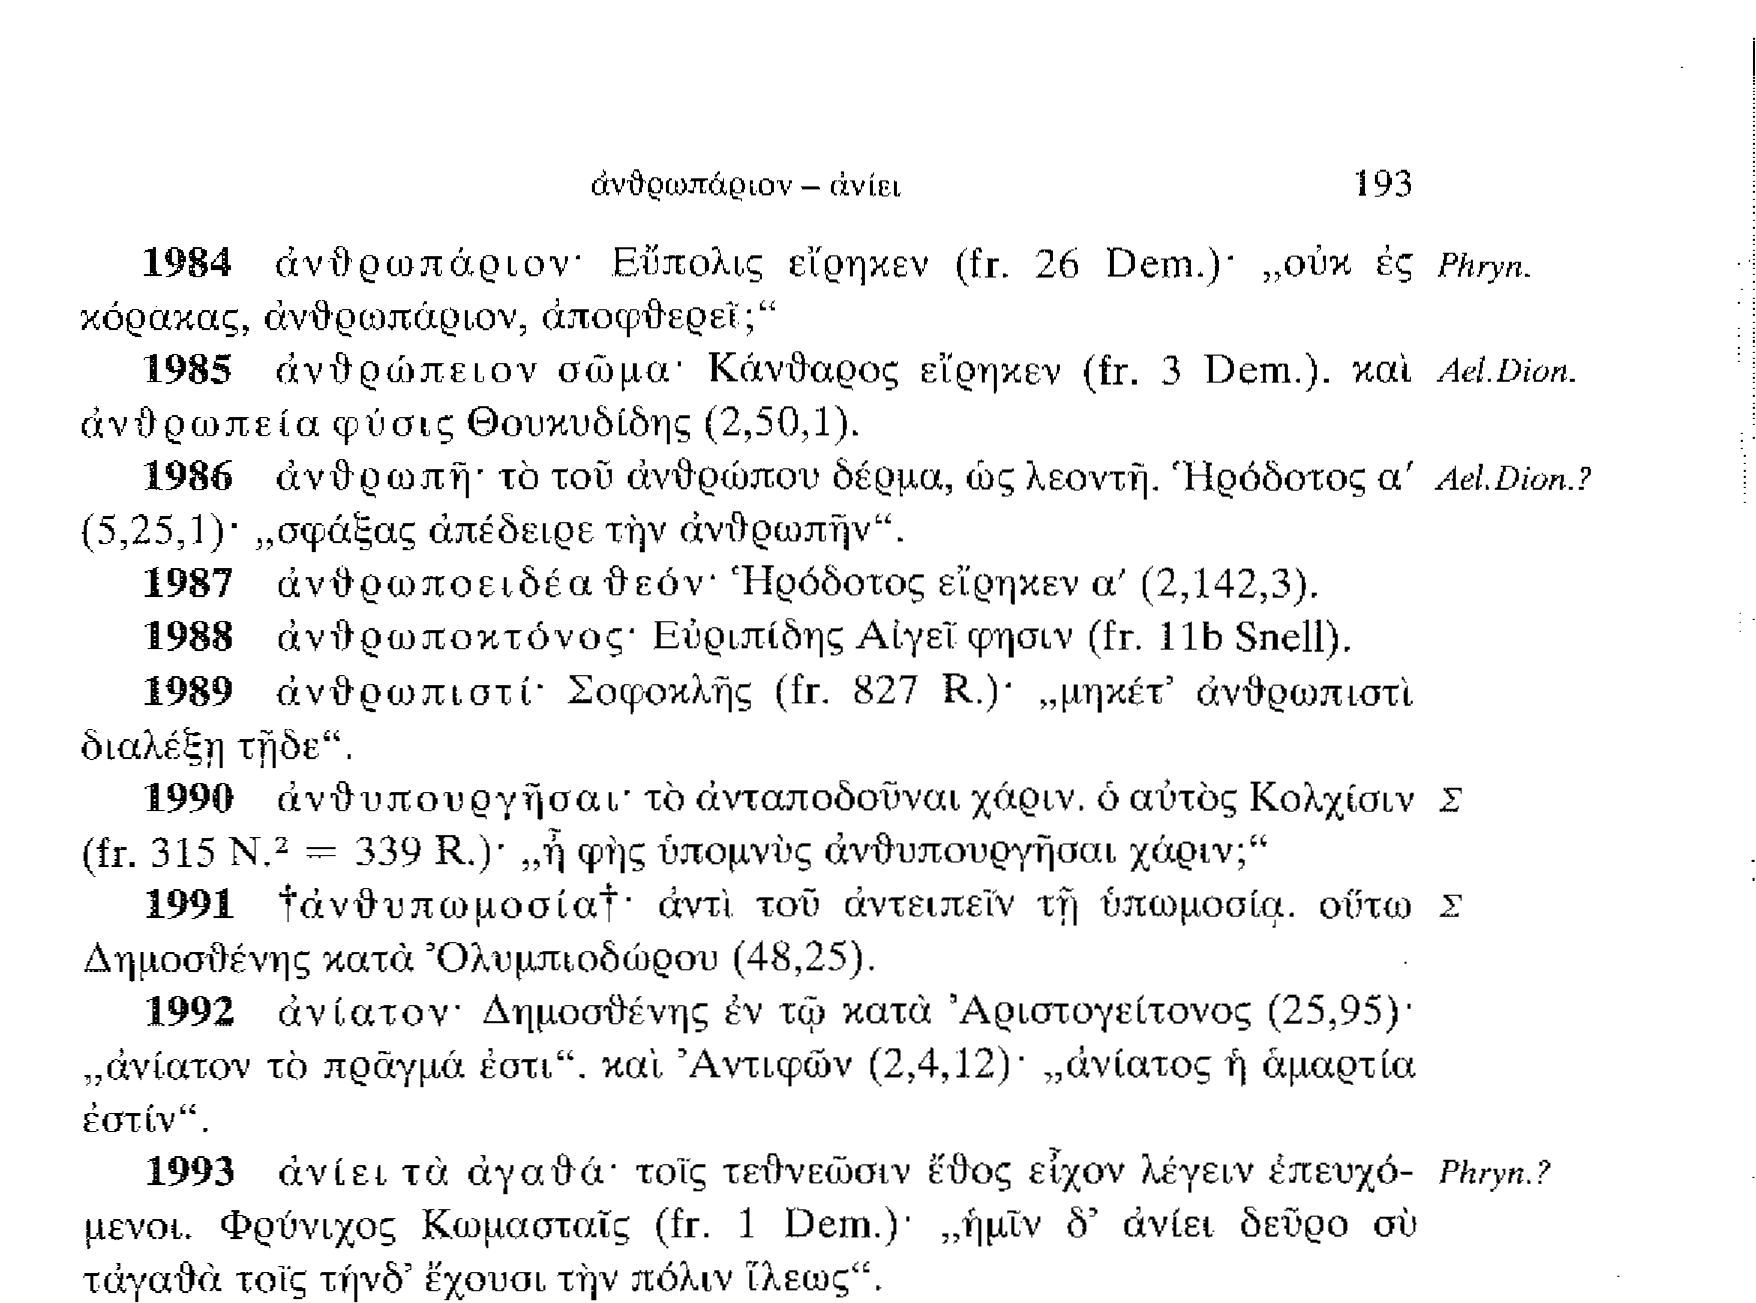 ἀνθρωπάριον – ἀνίει 193
1984 ἀνθρωπάριον· Εὔπολις εἴρηκεν (fr. 26 Dem.)· „οὐκ ἐς Phryn.
κόρακας, ἀνθρωπάριον, ἀποφθερεῖ;“
1985 ἀνθρώπειον σῶμα· Κάνθαρος εἴρηκεν (fr. 3 Dem.). καὶ Ael.Dion.
ἀνθρωπεία φύσις Θουκυδίδης (2,50,1).
1986 ἀνθρωπῆ· τὸ τοῦ ἀνθρώπου δέρμα, ὡς λεοντῆ. Ἡρόδοτος α′ Ael.Dion.?
(5,25,1)· „σφάξας ἀπέδειρε τὴν ἀνθρωπῆν“.
1987 ἀνθρωποειδέα θεόν· Ἡρόδοτος εἴρηκεν α′ (2,142,3).
1988 ἀνθρωποκτόνος· Εὐριπίδης Αἰγεῖ φησιν (fr. 11b Snell).
1989 ἀνθρωπιστί· Σοφοκλῆς (fr. 827 R.)· „μηκέτ’ ἀνθρωπιστὶ
διαλέξῃ τῇδε“.
1990 ἀνθυπουργῆσαι· τὸ ἀνταποδοῦναι χάριν. ὁ αὐτὸς Κολχίσιν Σ
(fr. 315 N.² = 339 R.)· „ἦ φὴς ὑπομνὺς ἀνθυπουργῆσαι χάριν;“
1991 †ἀνθυπωμοσία†· ἀντὶ τοῦ ἀντειπεῖν τῇ ὑπωμοσίᾳ. οὕτω Σ
Δημοσθένης κατὰ Ὀλυμπιοδώρου (48,25).
1992 ἀνίατον· Δημοσθένης ἐν τῷ κατὰ Ἀριστογείτονος (25,95)·
„ἀνίατον τὸ πρᾶγμά ἐστι“. καὶ Ἀντιφῶν (2,4,12)· „ἀνίατος ἡ ἁμαρτία
ἐστίν“.
1993 ἀνίει τὰ ἀγαθά· τοῖς τεθνεῶσιν ἔθος εἶχον λέγειν ἐπευχό- Phryn.?
μενοι. Φρύνιχος Κωμασταῖς (fr. 1 Dem.)· „ἡμῖν δ’ ἀνίει δεῦρο σὺ
τἀγαθὰ τοῖς τήνδ’ ἔχουσι τὴν πόλιν ἵλεως“.